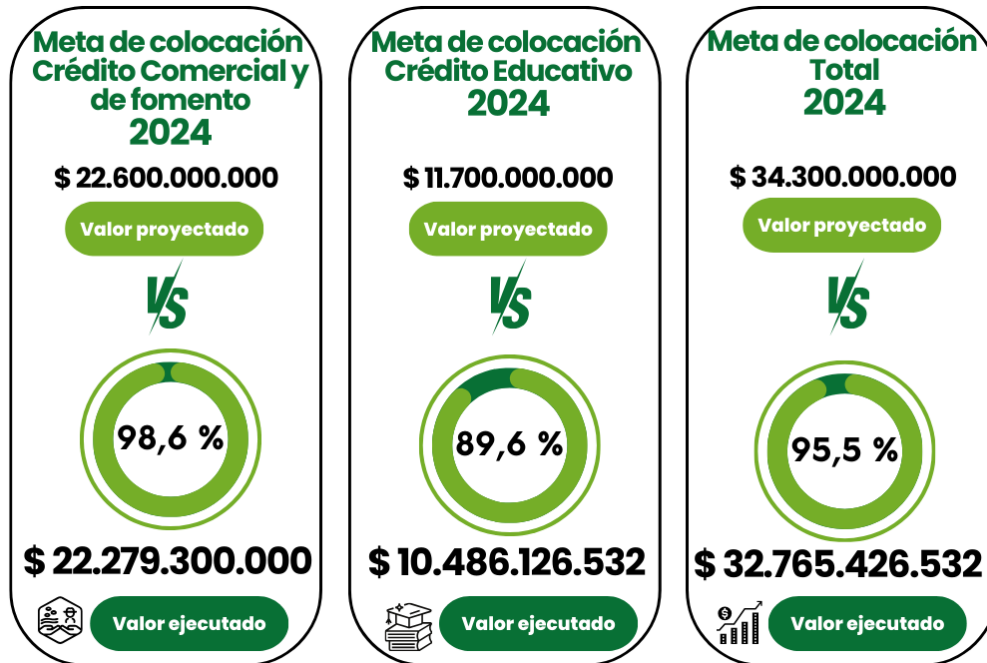 Meta de colocación
Crédito Comercial y
de fomento
2024
$ 22.600.000.000
Valor proyectado
VS
98,6 %
$ 22.279.300.000
Valor ejecutado
Meta de colocación
Crédito Educativo
2024
$ 11.700.000.000
Valor proyectado
VS
89,6 %
$ 10.486.126.532
Valor ejecutado
Meta de colocación
Total
2024
$ 34.300.000.000
Valor proyectado
VS
95,5 %
$ 32.765.426.532
$
Valor ejecutado